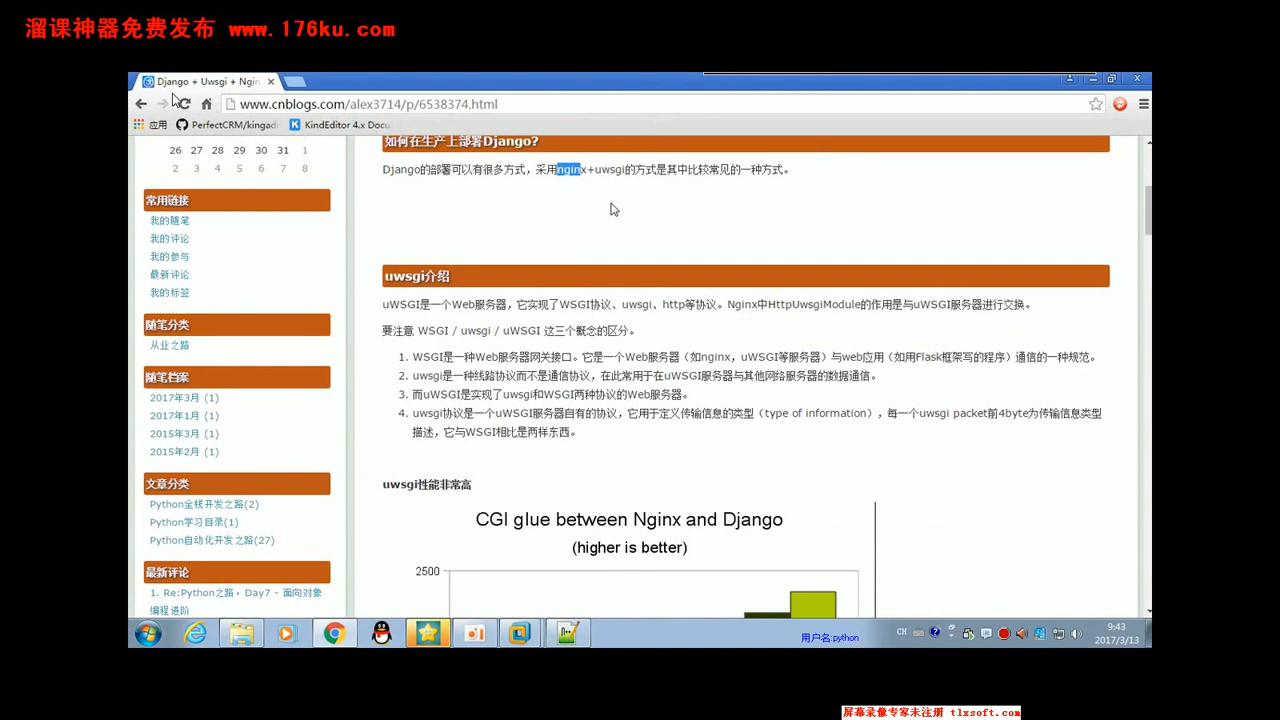 溜课神器免费发布 www.176ku.com
Django + Uwsgi + Ngin
www.cnblogs.com/alex3714/p/6538374.html
应用 PerfectCRM/kingad KindEditor 4.x Docu
26 27 28 29 30 31 1
2 3 4 5 6 7 8
常用链接
我的随笔
我的评论
我的参与
最新评论
我的标签
随笔分类
从业之路
随笔档案
2017年3月 (1)
2017年1月 (1)
2015年3月 (1)
2015年2月 (1)
文章分类
Python全栈开发之路(2)
Python学习目录(1)
Python自动化开发之路(27)
最新评论
1. Re:Python之路，Day7 - 面向对象
编程进阶
如何在生产上部署Django?
Django的部署可以有很多方式，采用nginx+uwsgi的方式是其中比较常见的一种方式。
uwsgi介绍
uWSGI是一个Web服务器，它实现了WSGI协议、uwsgi、http等协议。Nginx中HttpUwsgiModule的作用是与uWSGI服务器进行交换。
要注意 WSGI / uwsgi / uWSGI 这三个概念的区分。
1. WSGI是一种Web服务器网关接口。它是一个Web服务器（如nginx，uWSGI等服务器）与web应用（如用Flask框架写的程序）通信的一种规范。
2. uwsgi是一种线路协议而不是通信协议，在此常用于在uWSGI服务器与其他网络服务器的数据通信。
3. 而uWSGI是实现了uwsgi和WSGI两种协议的Web服务器。
4. uwsgi协议是一个uWSGI服务器自有的协议，它用于定义传输信息的类型（type of information），每一个uwsgi packet前4byte为传输信息类型
描述，它与WSGI相比是两样东西。
uwsgi性能非常高
CGI glue between Nginx and Django
(higher is better)
2500
用户名:python
CH
9:43
2017/3/13
屏幕录像专家未注册 tlxsoft.com